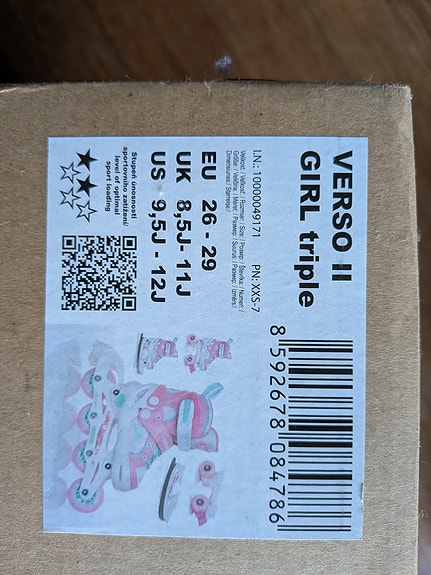 VERSO II
GIRL triple
I.N.: 10000049171 PN: XXS-7
EU 26 - 29
UK 8,5J - 11J
US 9,5J - 12J
Stupeň únosnosti
sportovního zatížení/
level of optimal
sport loading
8 592678 084786